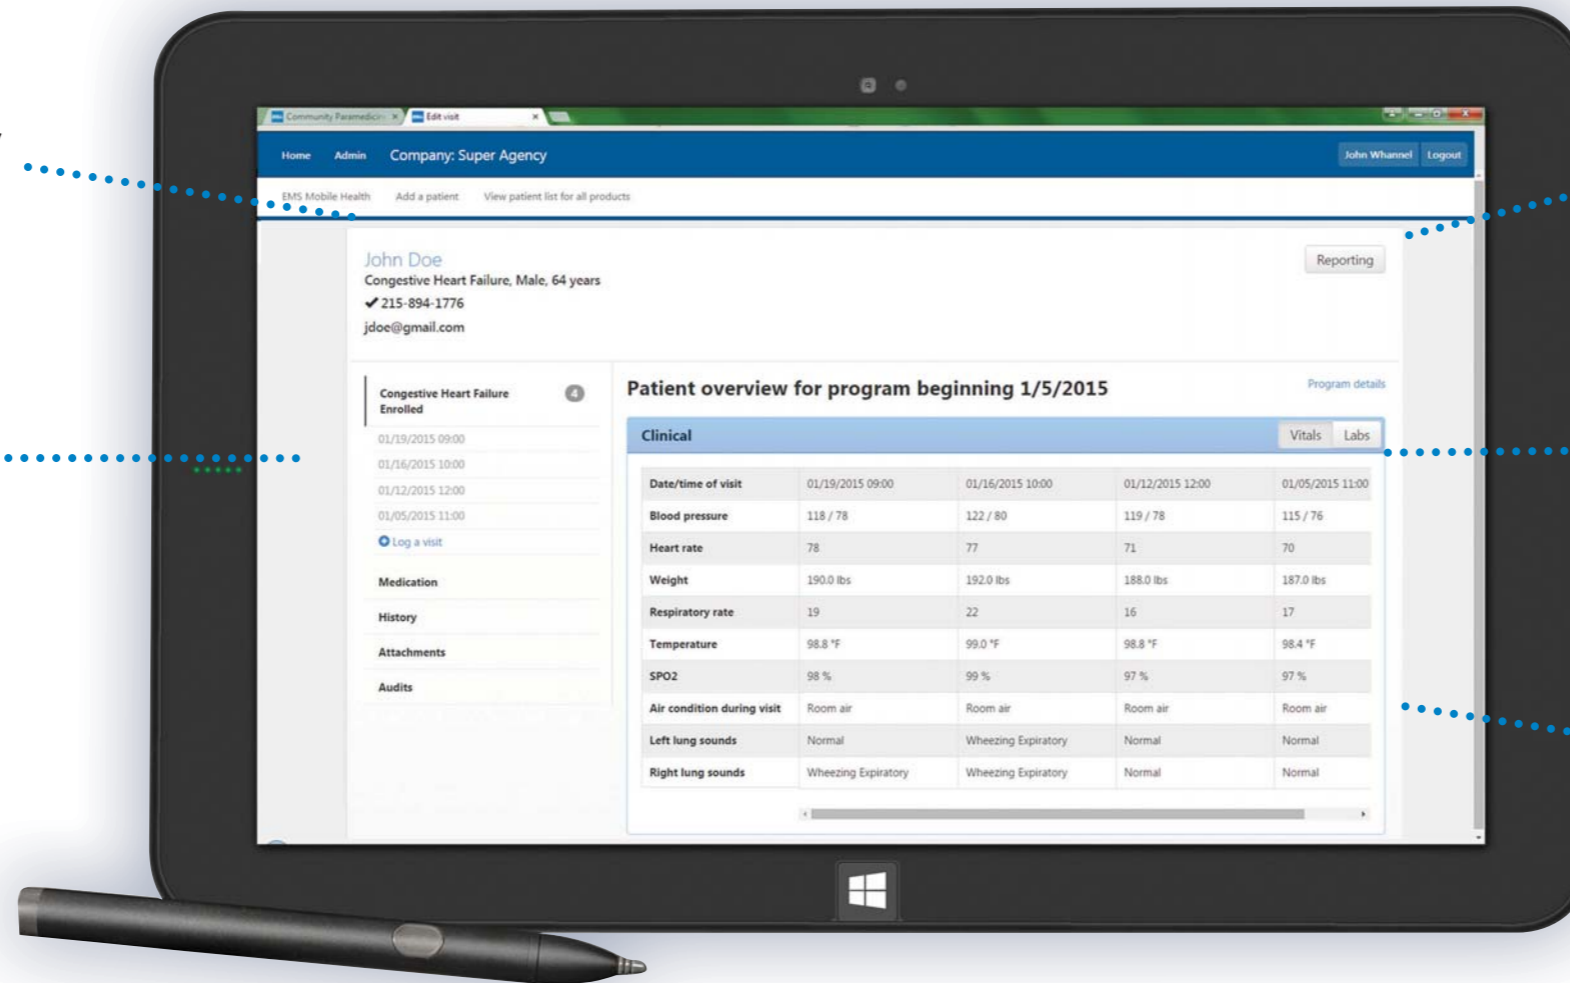 Community Paramedicin
Edit visit
Home Admin Company: Super Agency John Whannel Logout
EMS Mobile Health Add a patient View patient list for all products
John Doe
Reporting
Congestive Heart Failure, Male, 64 years
215-894-1776
jdoe@gmail.com
Congestive Heart Failure 4
Enrolled
01/19/2015 09:00
01/16/2015 10:00
01/12/2015 12:00
01/05/2015 11:00
Log a visit
Medication
History
Attachments
Audits
Patient overview for program beginning 1/5/2015 Program details
Clinical Vitals Labs
Date/time of visit 01/19/2015 09:00 01/16/2015 10:00 01/12/2015 12:00 01/05/2015 11:00
Blood pressure 118 / 78 122 / 80 119 / 78 115 / 76
Heart rate 78 77 71 70
Weight 190.0 lbs 192.0 lbs 188.0 lbs 187.0 lbs
Respiratory rate 19 22 16 17
Temperature 98.8 °F 99.0 °F 98.8 °F 98.4 °F
SPO2 98 % 99 % 97 % 97 %
Air condition during visit Room air Room air Room air Room air
Left lung sounds Normal Wheezing Expiratory Normal Normal
Right lung sounds Wheezing Expiratory Wheezing Expiratory Normal Normal